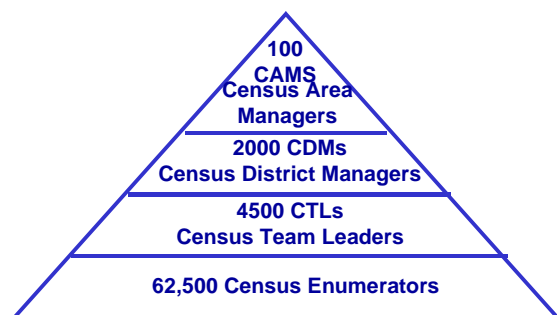 100
CAMS
Census Area
Managers
2000 CDMs
Census District Managers
4500 CTLs
Census Team Leaders
62,500 Census Enumerators